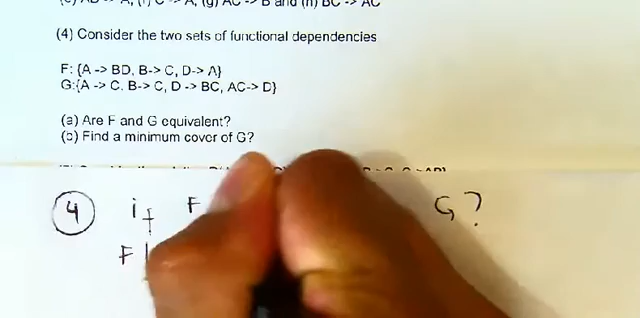 (4) Consider the two sets of functional dependencies
F: {A -> BD, B-> C, D-> A}
G:{A -> C. B-> C, D -> BC, AC-> D}
(a) Are F and G equivalent?
(c) Find a minimum cover of G?
4 if F G?
F